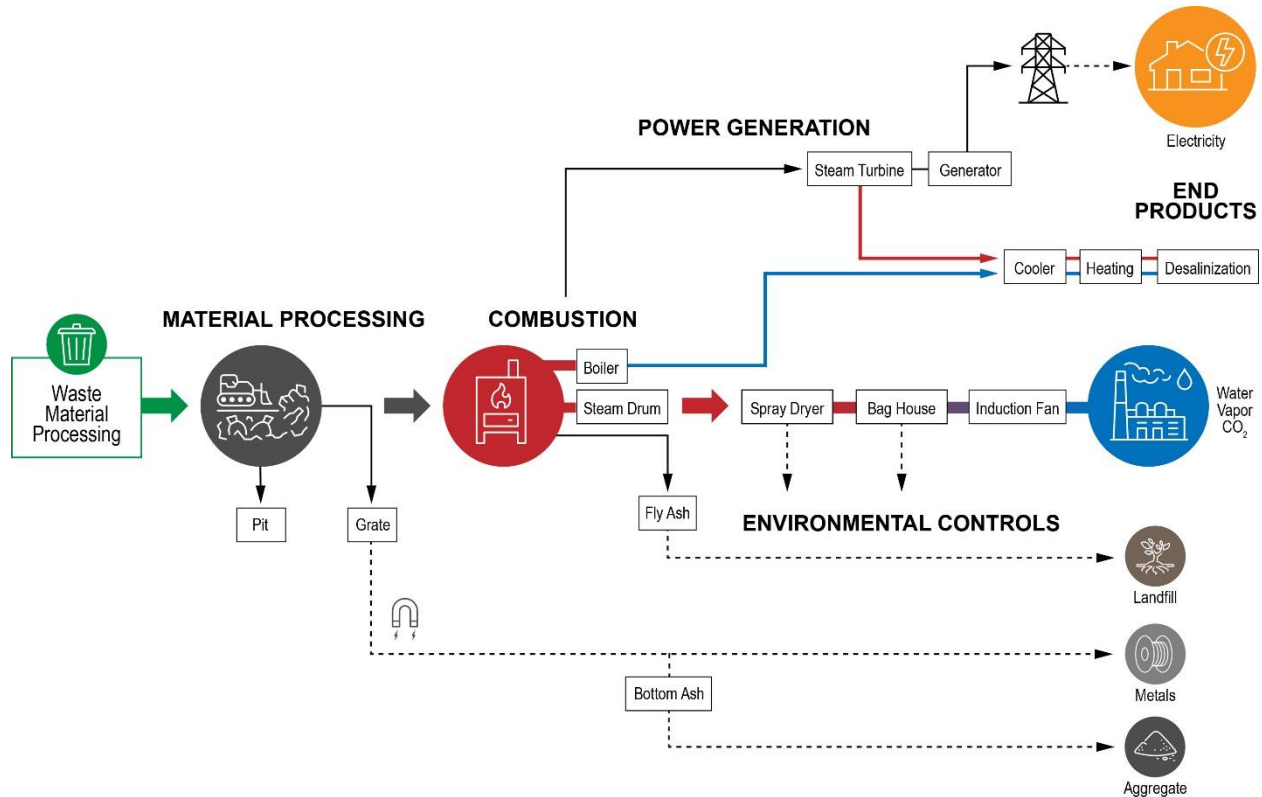 POWER GENERATION
Steam Turbine
Generator
Electricity
END
PRODUCTS
Cooler
Heating
Desalinization
MATERIAL PROCESSING
COMBUSTION
Waste
Material
Processing
Boiler
Steam Drum
Spray Dryer
Bag House
Induction Fan
Water
Vapor
CO₂
Pit
Grate
Fly Ash
ENVIRONMENTAL CONTROLS
Landfill
Metals
Bottom Ash
Aggregate